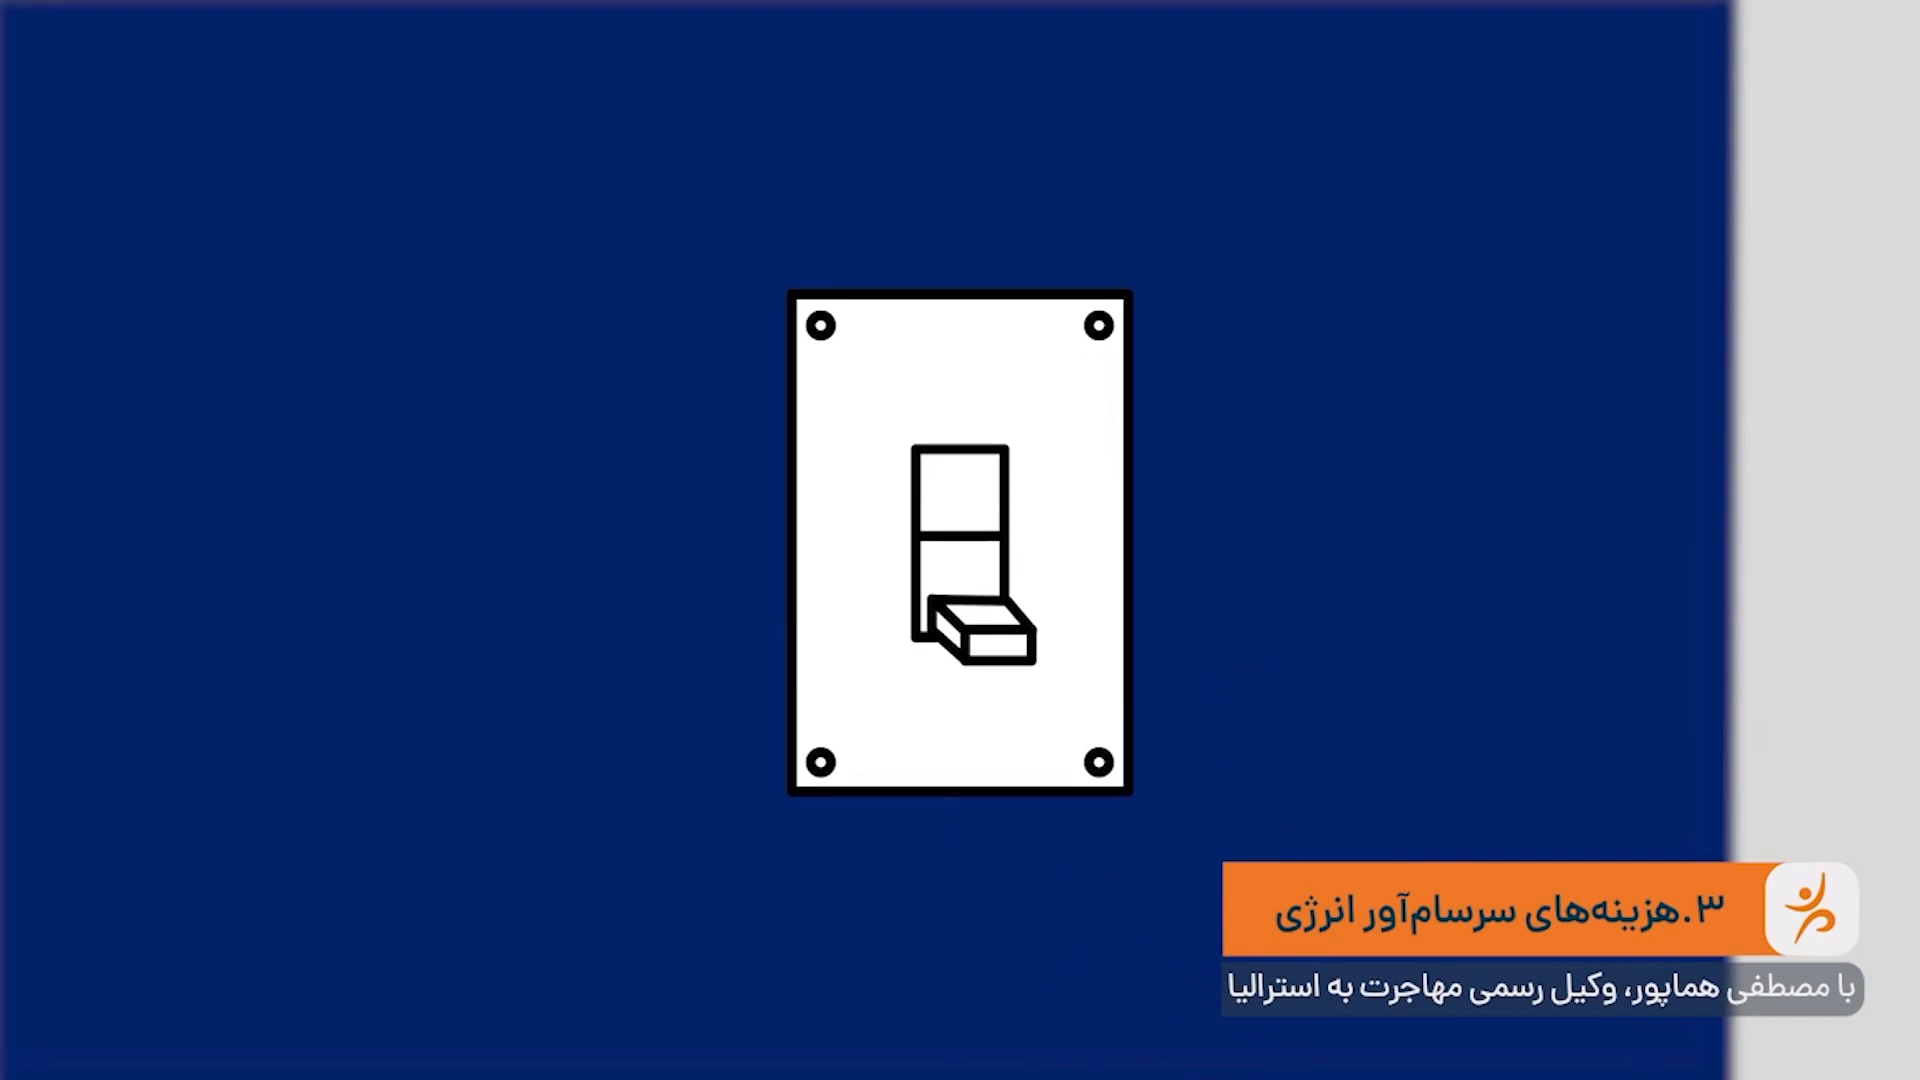 ۳.هزینه‌های سرسام‌آور انرژی
با مصطفی هماپور، وکیل رسمی مهاجرت به استرالیا